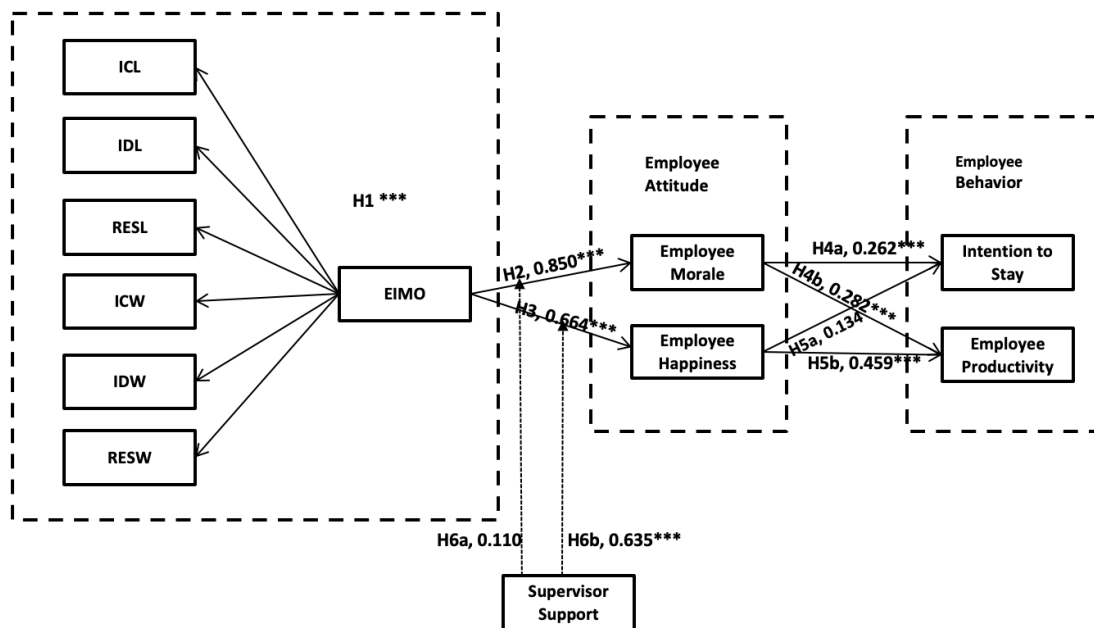 ICL
IDL
RESL
ICW
IDW
RESW
H1 ***
EIMO
H2, 0.850***
H3, 0.664***
Employee
Attitude
Employee
Morale
Employee
Happiness
H4a, 0.262***
H4b, 0.282***
H5a, 0.134
H5b, 0.459***
Employee
Behavior
Intention to
Stay
Employee
Productivity
H6a, 0.110
H6b, 0.635***
Supervisor
Support